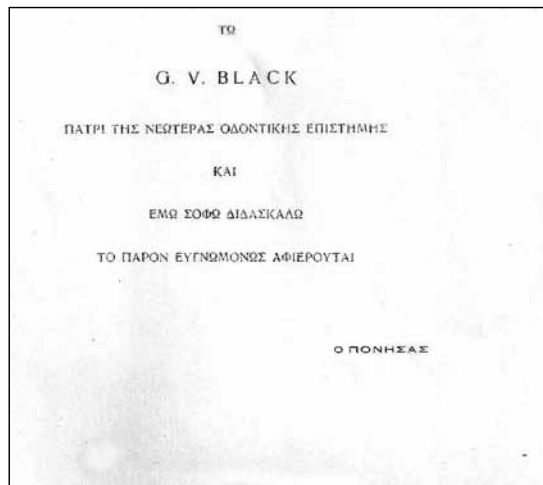 ΤΩ
G. V. BLACK
ΠΑΤΡΙ ΤΗΣ ΝΕΩΤΕΡΑΣ ΟΔΟΝΤΙΚΗΣ ΕΠΙΣΤΗΜΗΣ
ΚΑΙ
ΕΜΩ ΣΟΦΩ ΔΙΔΑΣΚΑΛΩ
ΤΟ ΠΑΡΟΝ ΕΥΓΝΩΜΟΝΩΣ ΑΦΙΕΡΟΥΤΑΙ
Ο ΠΟΝΗΣΑΣ